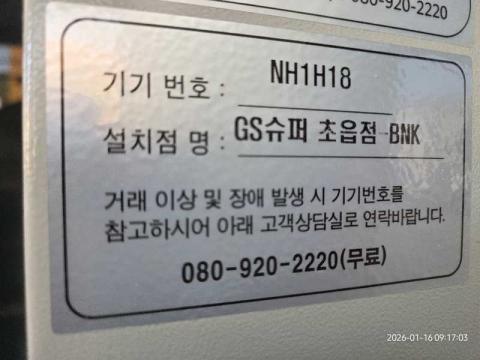 080-920-2220
기기 번호 : NH1H18
설치점 명 : GS슈퍼 초읍점-BNK
거래 이상 및 장애 발생 시 기기번호를
참고하시어 아래 고객상담실로 연락바랍니다.
080-920-2220(무료)
2026-01-16 09:17:03